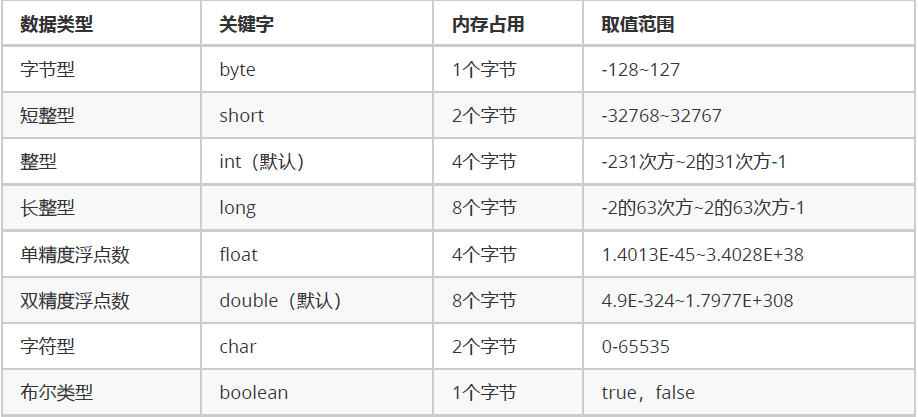 数据类型 关键字 内存占用 取值范围
字节型 byte 1个字节 -128~127
短整型 short 2个字节 -32768~32767
整型 int（默认） 4个字节 -231次方~2的31次方-1
长整型 long 8个字节 -2的63次方~2的63次方-1
单精度浮点数 float 4个字节 1.4013E-45~3.4028E+38
双精度浮点数 double（默认） 8个字节 4.9E-324~1.7977E+308
字符型 char 2个字节 0-65535
布尔类型 boolean 1个字节 true，false